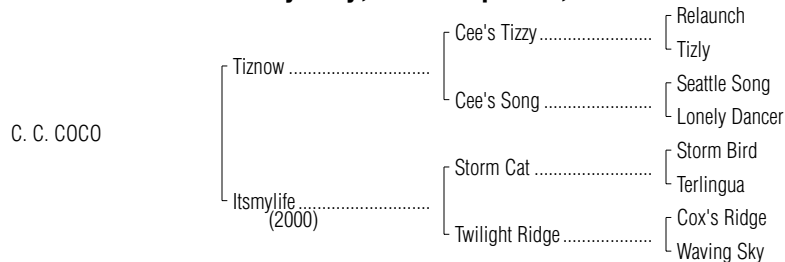 Relaunch
Cee's Tizzy
Tizly
Tiznow
Seattle Song
Cee's Song
Lonely Dancer
C. C. COCO
Storm Bird
Storm Cat
Terlingua
Itsmylife
(2000)
Cox's Ridge
Twilight Ridge
Waving Sky